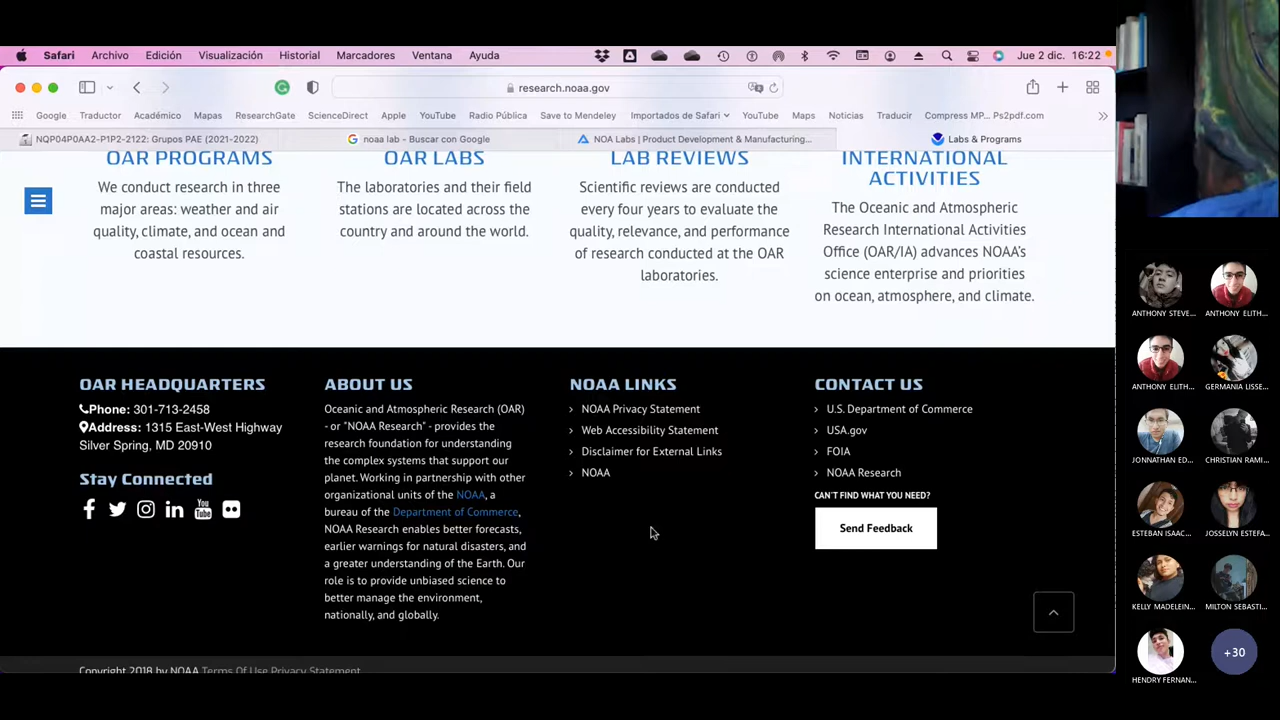 Safari Archivo Edición Visualización Historial Marcadores Ventana Ayuda Jue 2 dic. 16:22
research.noaa.gov
Google Traductor Académico Mapas ResearchGate ScienceDirect Apple YouTube Radio Pública Save to Mendeley Importados de Safari YouTube Maps Noticias Traducir Compress MP... Ps2pdf.com
NQP04P0AA2-P1P2-2122: Grupos PAE (2021-2022) noaa lab - Buscar con Google NOA Labs | Product Development & Manufacturing... Labs & Programs
OAR PROGRAMS
We conduct research in three
major areas: weather and air
quality, climate, and ocean and
coastal resources.
OAR LABS
The laboratories and their field
stations are located across the
country and around the world.
LAB REVIEWS
Scientific reviews are conducted
every four years to evaluate the
quality, relevance, and performance
of research conducted at the OAR
laboratories.
INTERNATIONAL
ACTIVITIES
The Oceanic and Atmospheric
Research International Activities
Office (OAR/IA) advances NOAA's
science enterprise and priorities
on ocean, atmosphere, and climate.
OAR HEADQUARTERS
Phone: 301-713-2458
Address: 1315 East-West Highway
Silver Spring, MD 20910
Stay Connected
You Tube
ABOUT US
Oceanic and Atmospheric Research (OAR)
- or "NOAA Research" - provides the
research foundation for understanding
the complex systems that support our
planet. Working in partnership with other
organizational units of the NOAA, a
bureau of the Department of Commerce,
NOAA Research enables better forecasts,
earlier warnings for natural disasters, and
a greater understanding of the Earth. Our
role is to provide unbiased science to
better manage the environment,
nationally, and globally.
NOAA LINKS
NOAA Privacy Statement
Web Accessibility Statement
Disclaimer for External Links
NOAA
CONTACT US
U.S. Department of Commerce
USA.gov
FOIA
NOAA Research
CAN'T FIND WHAT YOU NEED?
Send Feedback
Copyright 2018 by NOAA Terms Of Use Privacy Statement
ANTHONY STEVE... ANTHONY ELITH...
ANTHONY ELITH... GERMANIA LISSE...
JONNATHAN ED... CHRISTIAN RAMI...
ESTEBAN ISAAC... JOSSELYN ESTEFA...
KELLY MADELEIN... MILTON SEBASTI...
+30
HENDRY FERNAN...